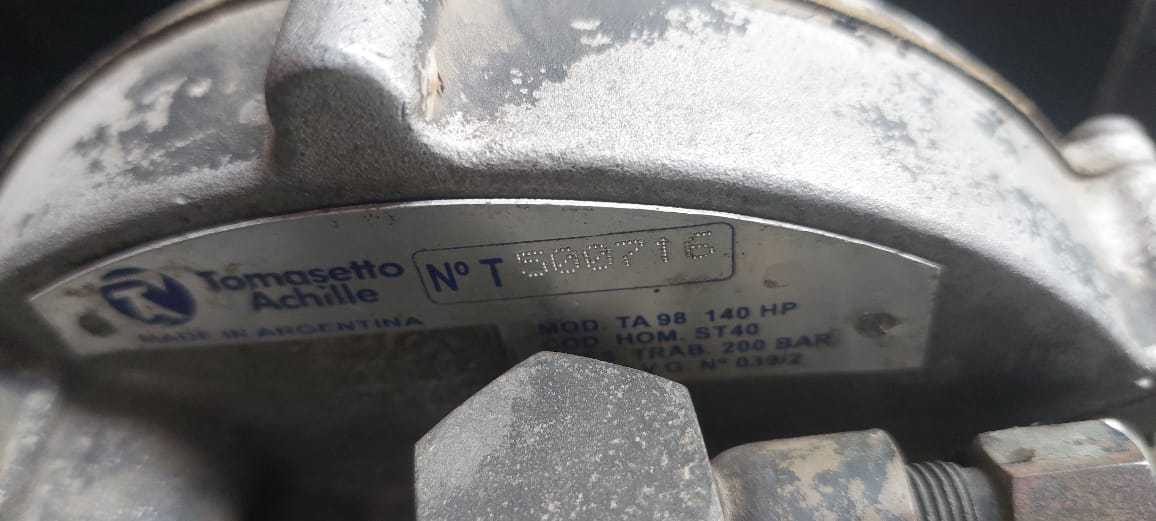 Tomasetto
Achille
Nº T 500716
MADE IN ARGENTINA
MOD. TA 98 140 HP
COD. HOM. ST40
TRAB. 200 BAR
G. Nº 039/2